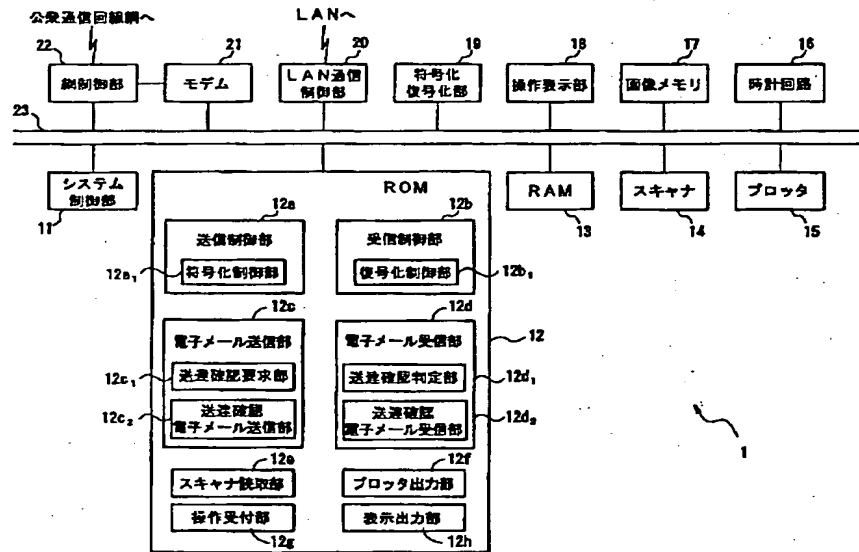 公衆通信回線網へ
LANへ
22
21
20
19
18
17
16
網制御部
モデム
LAN通信
制御部
符号化
復号化部
操作表示部
画像メモリ
時計回路
23
システム
制御部
11
ROM
RAM
13
スキャナ
14
プロッタ
15
12a
送信制御部
12a₁
符号化制御部
12b
受信制御部
復号化制御部
12b₁
12c
電子メール送信部
12c₁
送達確認要求部
12c₂
送達確認
電子メール送信部
12d
電子メール受信部
12
送達確認判定部
12d₁
送達確認
電子メール受信部
12d₂
1
12e
スキャナ読取部
12f
プロッタ出力部
操作受付部
12g
表示出力部
12h